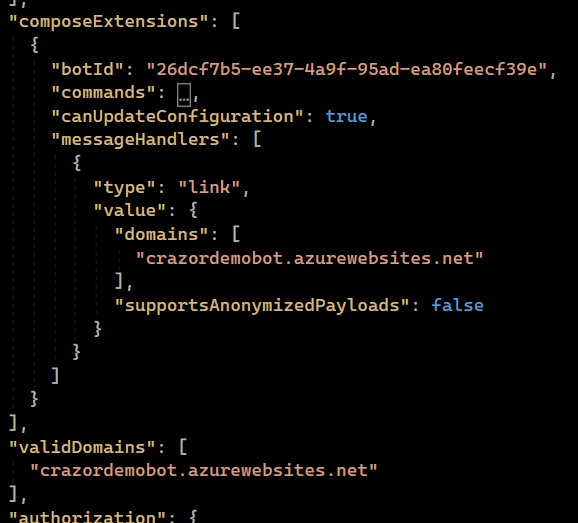 ],
"composeExtensions": [
{
"botId": "26dcf7b5-ee37-4a9f-95ad-ea80feecf39e",
"commands": […],
"canUpdateConfiguration": true,
"messageHandlers": [
{
"type": "link",
"value": {
"domains": [
"crazordemobot.azurewebsites.net"
],
"supportsAnonymizedPayloads": false
}
}
]
}
],
"validDomains": [
"crazordemobot.azurewebsites.net"
],
"authorization": {